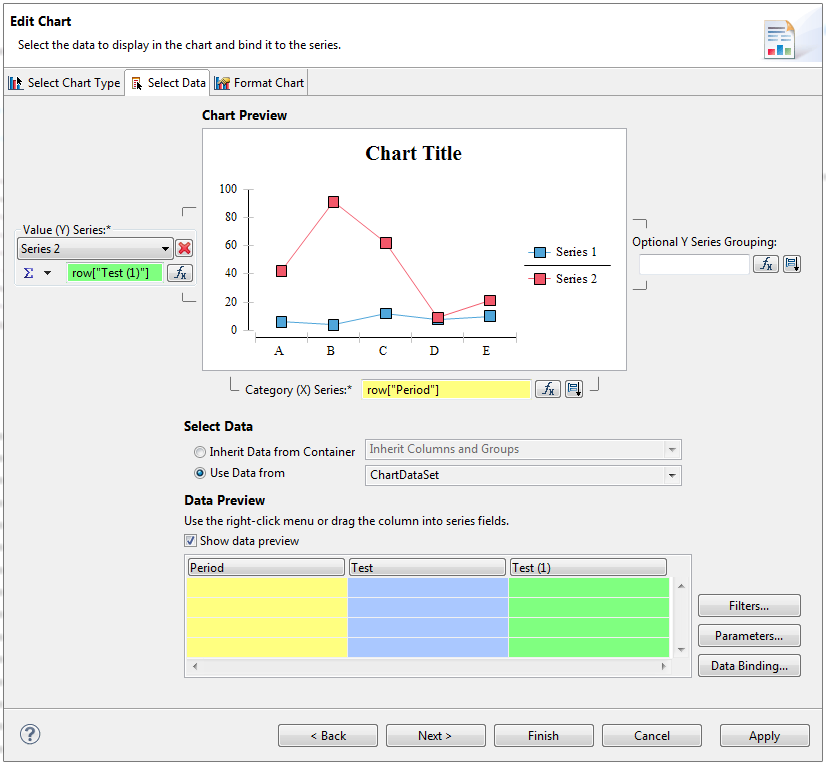 Edit Chart
Select the data to display in the chart and bind it to the series.
Select Chart Type Select Data Format Chart
Chart Preview
Chart Title
100
80
60
40
20
0
A B C D E
Series 1
Series 2
Value (Y) Series:*
Series 2
Σ row["Test (1)"] fx
Optional Y Series Grouping:
fx
Category (X) Series:* row["Period"] fx
Select Data
Inherit Data from Container Inherit Columns and Groups
Use Data from ChartDataSet
Data Preview
Use the right-click menu or drag the column into series fields.
Show data preview
Period Test Test (1)
Filters...
Parameters...
Data Binding...
? < Back Next > Finish Cancel Apply